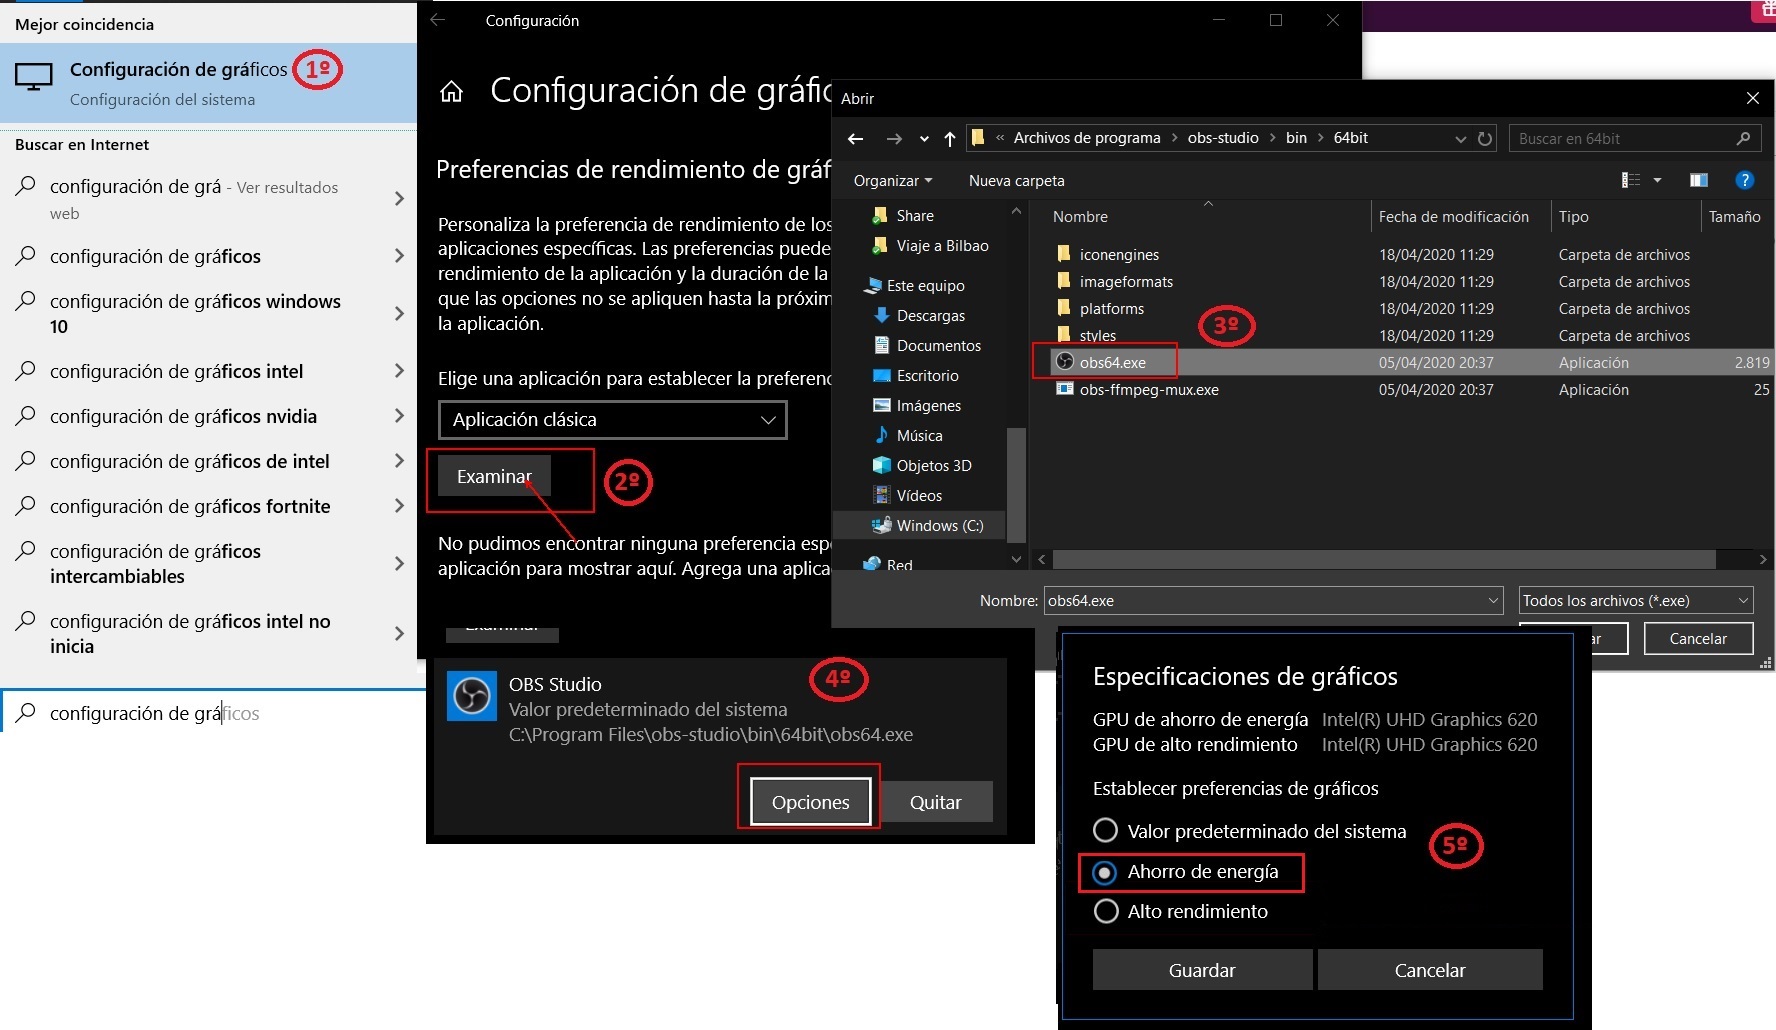 Mejor coincidencia
Configuración de gráficos 1º
Configuración del sistema
Buscar en Internet
configuración de grá - Ver resultados
web
configuración de gráficos
configuración de gráficos windows
10
configuración de gráficos intel
configuración de gráficos nvidia
configuración de gráficos de intel
configuración de gráficos fortnite
configuración de gráficos
intercambiables
configuración de gráficos intel no
inicia
configuración de gráficos
Configuración
Configuración de gráfic
Preferencias de rendimiento de gráf
Personaliza la preferencia de rendimiento de los
aplicaciones específicas. Las preferencias puede
rendimiento de la aplicación y la duración de la
que las opciones no se apliquen hasta la próxim
la aplicación.
Elige una aplicación para establecer la preferenc
Aplicación clásica
Examinar
2º
No pudimos encontrar ninguna preferencia espe
aplicación para mostrar aquí. Agrega una aplica
Abrir
« Archivos de programa > obs-studio > bin > 64bit
Buscar en 64bit
Organizar
Nueva carpeta
?
Share
Viaje a Bilbao
Este equipo
Descargas
Documentos
Escritorio
Imágenes
Música
Objetos 3D
Vídeos
Windows (C:)
Red
Nombre Fecha de modificación Tipo Tamaño
iconengines 18/04/2020 11:29 Carpeta de archivos
imageformats 18/04/2020 11:29 Carpeta de archivos
platforms 18/04/2020 11:29 Carpeta de archivos
3º
styles 18/04/2020 11:29 Carpeta de archivos
obs64.exe 05/04/2020 20:37 Aplicación 2.819
obs-ffmpeg-mux.exe 05/04/2020 20:37 Aplicación 25
Nombre: obs64.exe
Todos los archivos (*.exe)
ar
Cancelar
Examinar
4º
OBS Studio
Valor predeterminado del sistema
C:\Program Files\obs-studio\bin\64bit\obs64.exe
Opciones
Quitar
Especificaciones de gráficos
GPU de ahorro de energía Intel(R) UHD Graphics 620
GPU de alto rendimiento Intel(R) UHD Graphics 620
Establecer preferencias de gráficos
Valor predeterminado del sistema
5º
Ahorro de energía
Alto rendimiento
Guardar
Cancelar